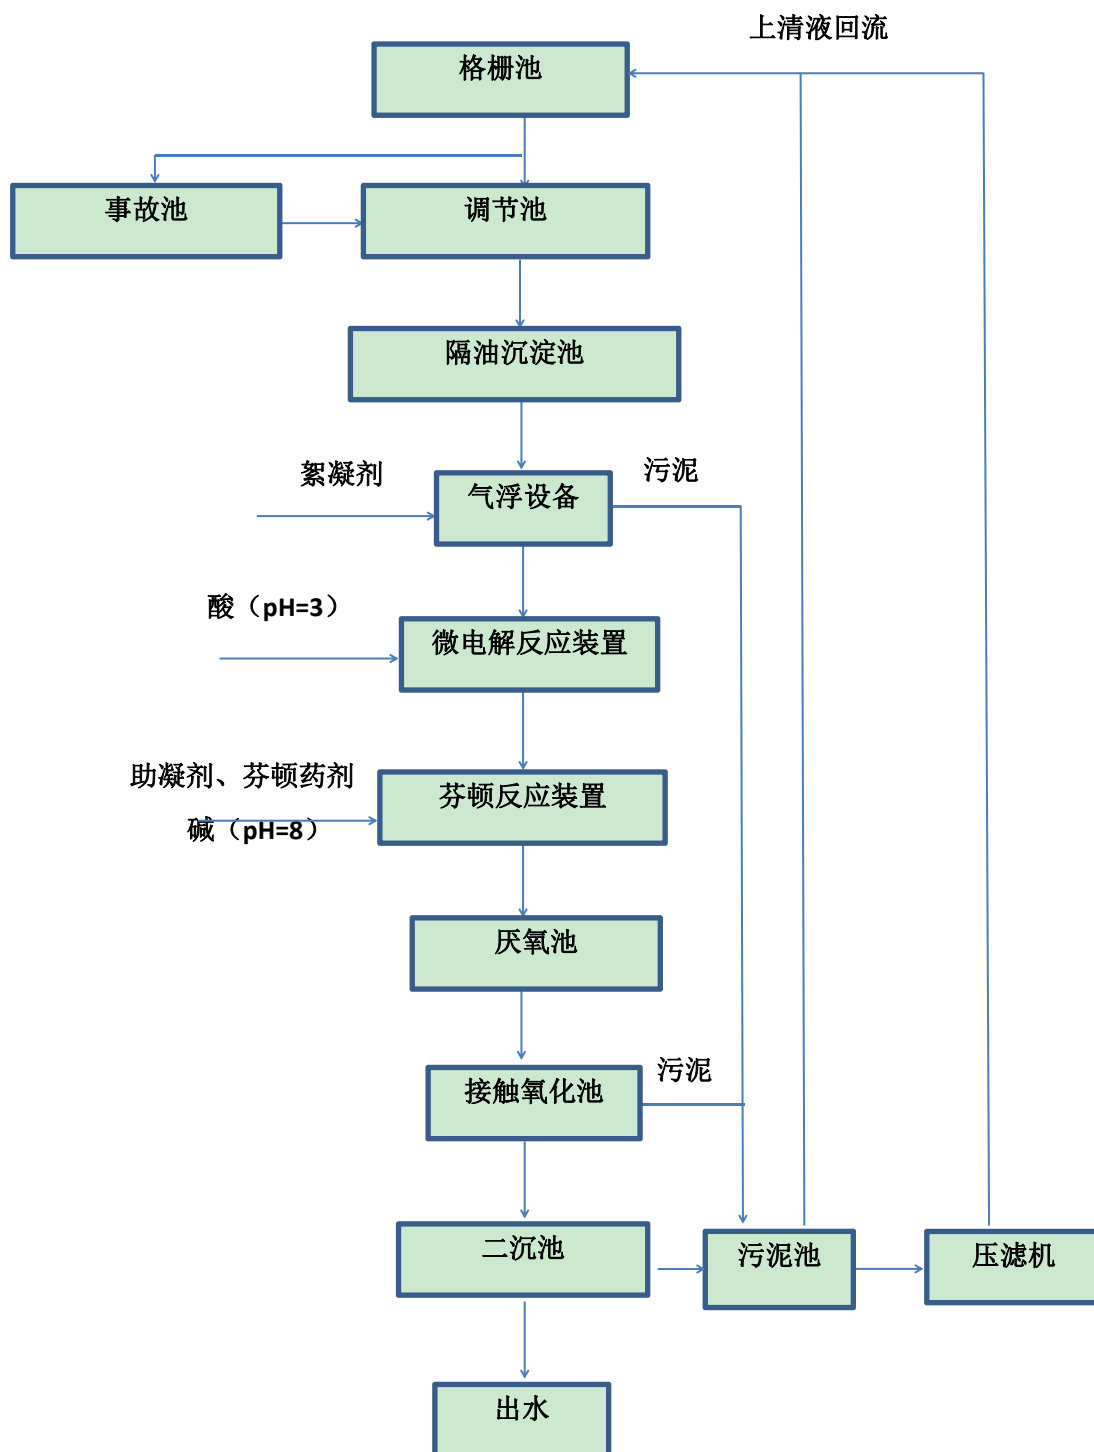 上清液回流
格栅池
事故池
调节池
隔油沉淀池
絮凝剂
气浮设备
污泥
酸（pH=3）
微电解反应装置
助凝剂、芬顿药剂
碱（pH=8）
芬顿反应装置
厌氧池
接触氧化池
污泥
二沉池
污泥池
压滤机
出水